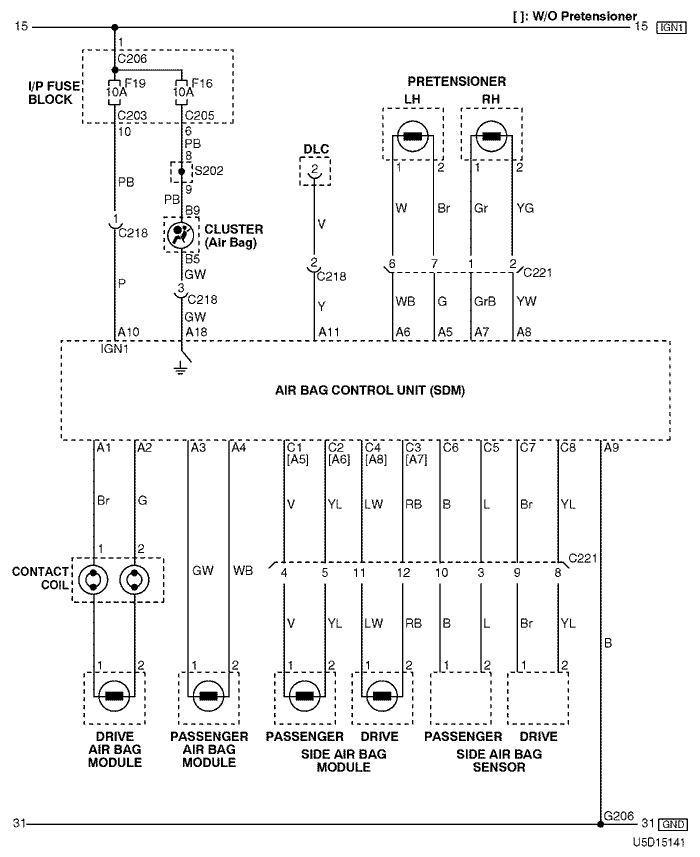 [ ]: W/O Pretensioner
15 15 IGN1
1
C206
I/P FUSE BLOCK
F19 10A F16 10A
C203 C205
10 6
PB
8
S202
PB 9
PB B9
CLUSTER
(Air Bag)
1
C218
B5
GW
P 3
C218
GW
A10 A18
IGN1
DLC
2
V
2
C218
Y
A11
PRETENSIONER
LH RH
1 2 1 2
W Br Gr YG
6 7 1 2 C221
WB G GrB YW
A6 A5 A7 A8
AIR BAG CONTROL UNIT (SDM)
A1 A2 A3 A4 C1 C2 C4 C3 C6 C5 C7 C8 A9
[A5] [A6] [A8] [A7]
Br G V YL LW RB B L Br YL
1 2
C221
CONTACT COIL
GW WB
4 5 11 12 10 3 9 8
V YL LW RB B L Br YL
B
1 2 1 2 1 2 1 2 1 2 1 2
DRIVE
AIR BAG
MODULE
PASSENGER
AIR BAG
MODULE
PASSENGER DRIVE
SIDE AIR BAG
MODULE
PASSENGER DRIVE
SIDE AIR BAG
SENSOR
G206
31 31 GND
U5D15141